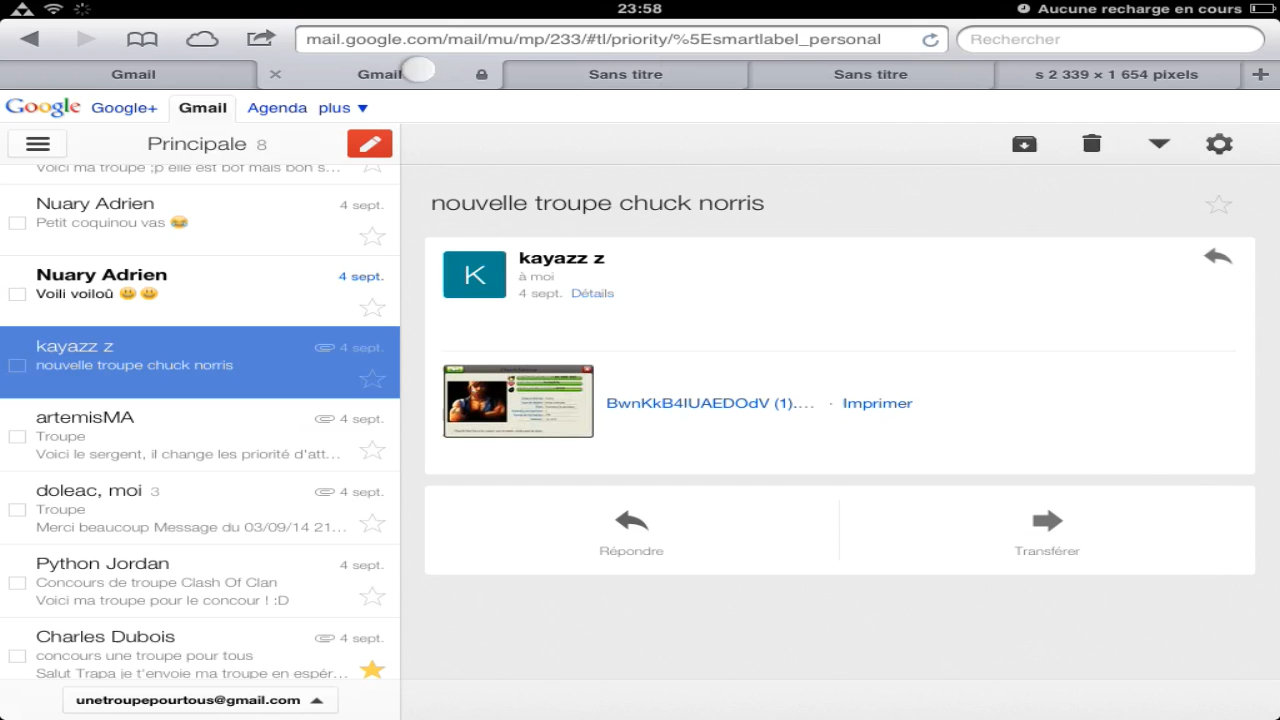 23:58
Aucune recharge en cours
mail.google.com/mail/mu/mp/233/#tl/priority/%5Esmartlabel_personal
Rechercher
Gmail
Gmail
Sans titre
Sans titre
s 2 339 × 1 654 pixels
Google Google+ Gmail Agenda plus ▼
Principale 8
Voici ma troupe ;p elle est bof mais bon s...
Nuary Adrien 4 sept.
Petit coquinou vas 😂
Nuary Adrien 4 sept.
Voili voiloû 😃 😃
kayazz z 4 sept.
nouvelle troupe chuck norris
artemisMA 4 sept.
Troupe
Voici le sergent, il change les priorité d'att...
doleac, moi 3 4 sept.
Troupe
Merci beaucoup Message du 03/09/14 21...
Python Jordan 4 sept.
Concours de troupe Clash Of Clan
Voici ma troupe pour le concour ! :D
Charles Dubois 4 sept.
concours une troupe pour tous
Salut Trapa je t'envoie ma troupe en espér...
unetroupepourtous@gmail.com
nouvelle troupe chuck norris
K
kayazz z
à moi
4 sept. Détails
BwnKkB4IUAEDOdV (1).... · Imprimer
Répondre
Transférer